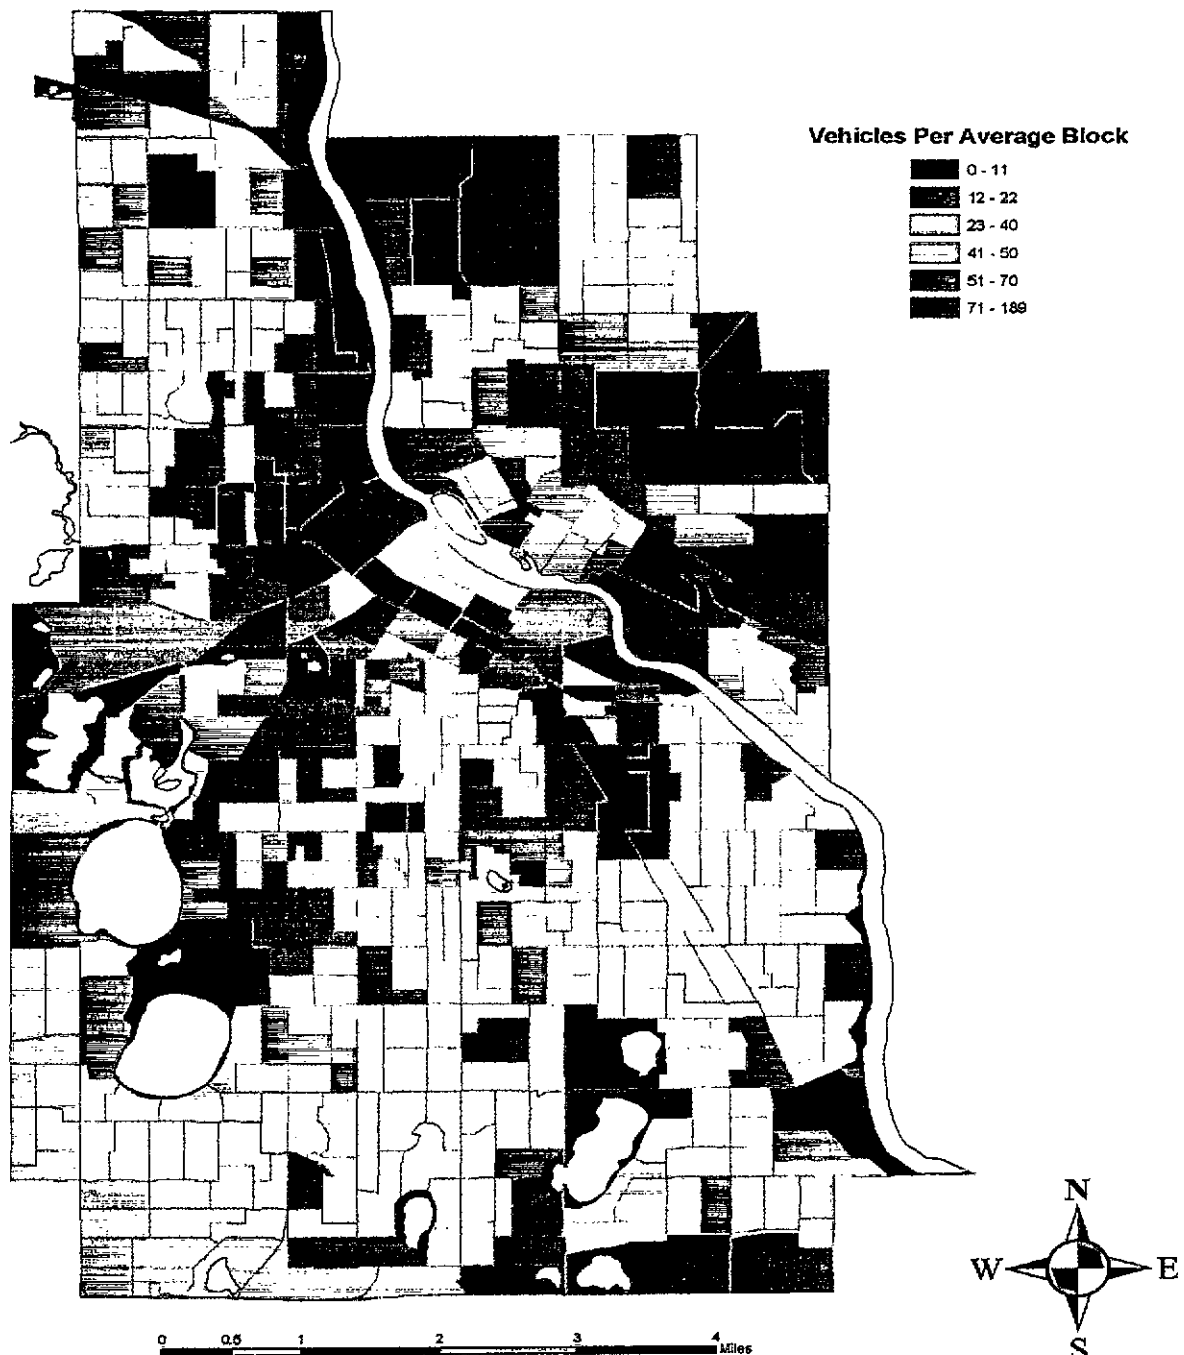 Vehicles Per Average Block
0 - 11
12 - 22
23 - 40
41 - 50
51 - 70
71 - 189
N
W E
S
0 0.5 1 2 3 4
Miles